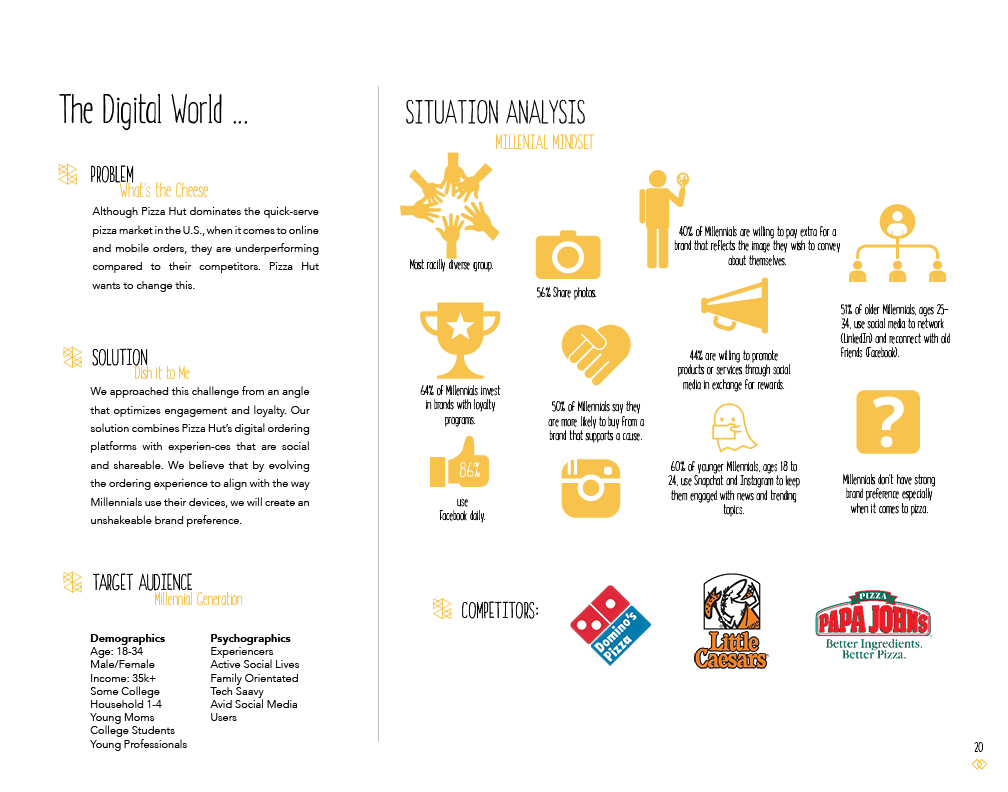 The Digital World ...
PROBLEM
What's the Cheese
Although Pizza Hut dominates the quick-serve
pizza market in the U.S., when it comes to online
and mobile orders, they are underperforming
compared to their competitors. Pizza Hut
wants to change this.
SOLUTION
Dish it to Me
We approached this challenge from an angle
that optimizes engagement and loyalty. Our
solution combines Pizza Hut's digital ordering
platforms with experien-ces that are social
and shareable. We believe that by evolving
the ordering experience to align with the way
Millennials use their devices, we will create an
unshakeable brand preference.
TARGET AUDIENCE
Millennial Generation
Demographics
Age: 18-34
Male/Female
Income: 35k+
Some College
Household 1-4
Young Moms
College Students
Young Professionals
Psychographics
Experiencers
Active Social Lives
Family Orientated
Tech Saavy
Avid Social Media
Users
SITUATION ANALYSIS
MILLENIAL MINDSET
Most racilly diverse group.
56% Share photos.
40% of Millennials are willing to pay extra for a
brand that reflects the image they wish to convey
about themselves.
51% of older Millennials, ages 25-
34, use social media to network
(LinkedIn) and reconnect with old
friends (Facebook).
64% of Millennials invest
in brands with loyalty
programs.
50% of Millennials say they
are more likely to buy from a
brand that supports a cause.
44% are willing to promote
products or services through social
media in exchange for rewards.
86%
use
Facebook daily.
60% of younger Millennials, ages 18 to
24, use Snapchat and Instagram to keep
them engaged with news and trending
topics.
?
Millennials don't have strong
brand preference especially
when it comes to pizza.
COMPETITORS:
Domino's
Pizza
Little
Caesars
PIZZA
PAPA JOHN'S
Better Ingredients.
Better Pizza.
20